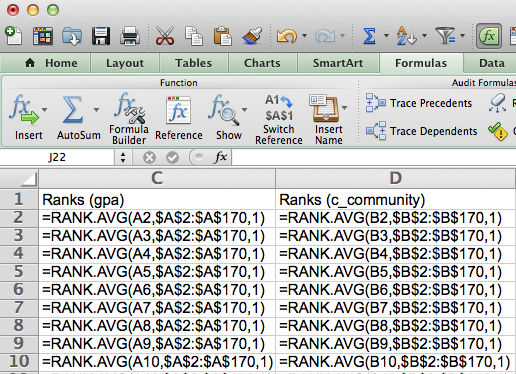 Home Layout Tables Charts SmartArt Formulas Data
Function Audit Formulas
Insert AutoSum Formula Builder Reference Show A1 $A$1 Switch Reference Insert Name Trace Precedents Trace Dependents
J22 fx
C D
1 Ranks (gpa) Ranks (c_community)
2 =RANK.AVG(A2,$A$2:$A$170,1) =RANK.AVG(B2,$B$2:$B$170,1)
3 =RANK.AVG(A3,$A$2:$A$170,1) =RANK.AVG(B3,$B$2:$B$170,1)
4 =RANK.AVG(A4,$A$2:$A$170,1) =RANK.AVG(B4,$B$2:$B$170,1)
5 =RANK.AVG(A5,$A$2:$A$170,1) =RANK.AVG(B5,$B$2:$B$170,1)
6 =RANK.AVG(A6,$A$2:$A$170,1) =RANK.AVG(B6,$B$2:$B$170,1)
7 =RANK.AVG(A7,$A$2:$A$170,1) =RANK.AVG(B7,$B$2:$B$170,1)
8 =RANK.AVG(A8,$A$2:$A$170,1) =RANK.AVG(B8,$B$2:$B$170,1)
9 =RANK.AVG(A9,$A$2:$A$170,1) =RANK.AVG(B9,$B$2:$B$170,1)
10 =RANK.AVG(A10,$A$2:$A$170,1) =RANK.AVG(B10,$B$2:$B$170,1)